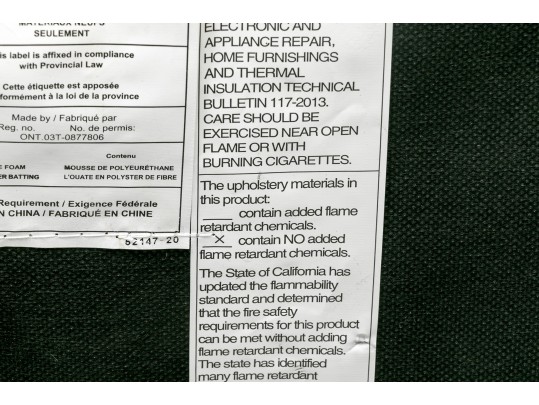 MATÉRIAUX NEUFS
SEULEMENT
is label is affixed in compliance
with Provincial Law
Cette étiquette est apposée
formément à la loi de la province
Made by / Fabriqué par
Reg. no. No. de permis:
ONT.03T-0877806
Contenu
FOAM MOUSSE DE POLYEURÉTHANE
BATTING L'OUATE EN POLYSTER DE FIBRE
Requirement / Exigence Fédérale
N CHINA / FABRIQUÉ EN CHINE
62147-20
ELECTRONIC AND
APPLIANCE REPAIR,
HOME FURNISHINGS
AND THERMAL
INSULATION TECHNICAL
BULLETIN 117-2013.
CARE SHOULD BE
EXERCISED NEAR OPEN
FLAME OR WITH
BURNING CIGARETTES.
The upholstery materials in
this product:
____ contain added flame
retardant chemicals.
__X__ contain NO added
flame retardant chemicals.
The State of California has
updated the flammability
standard and determined
that the fire safety
requirements for this product
can be met without adding
flame retardant chemicals.
The state has identified
many flame retardant